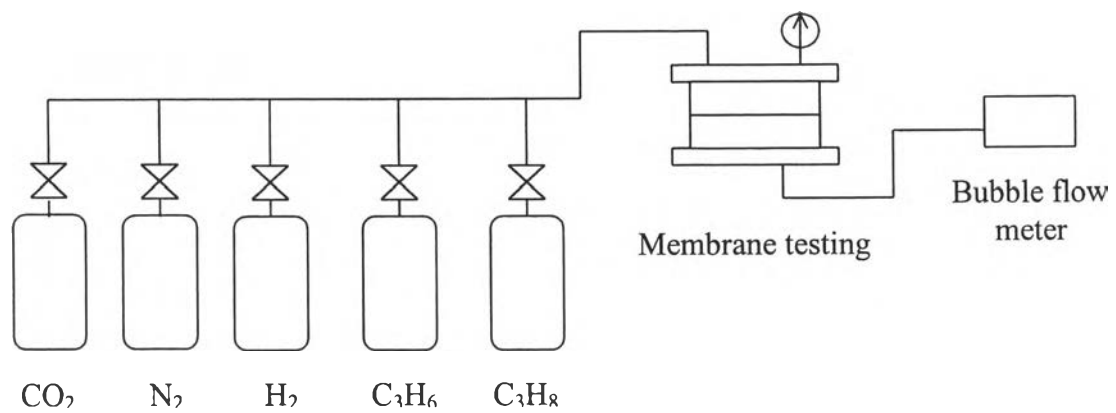 Bubble flow
meter
Membrane testing
CO₂ N₂ H₂ C₃H₆ C₃H₈